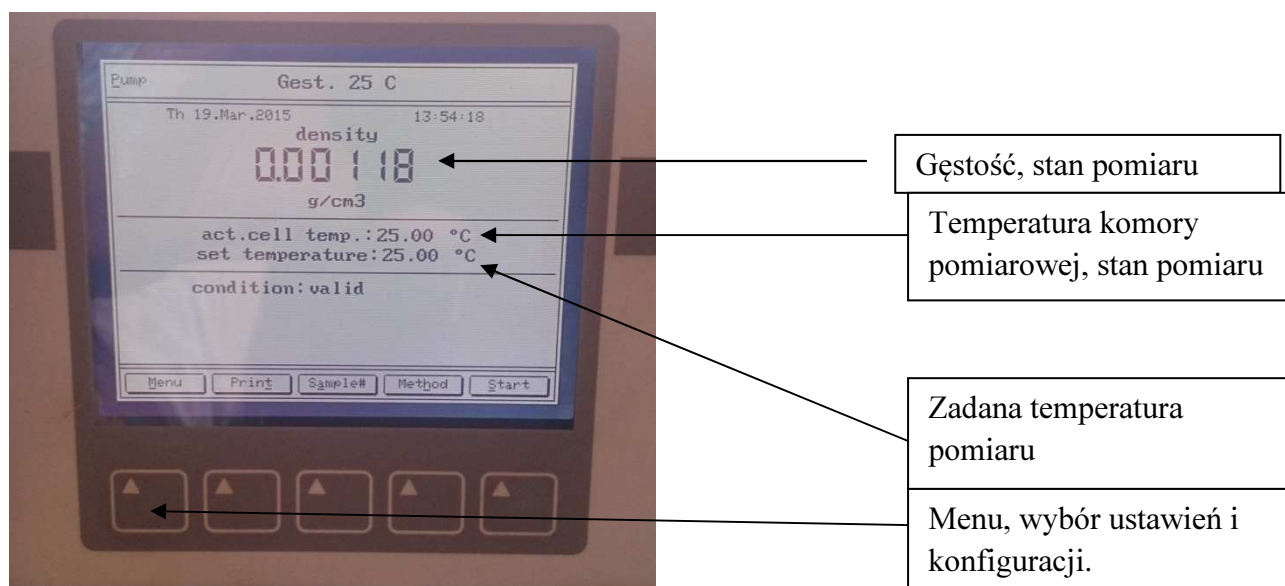 Pump Gest. 25 C
Th 19.Mar.2015 13:54:18
density
0.00118
g/cm3
act.cell temp.:25.00 °C
set temperature:25.00 °C
condition:valid
Menu Print Sample# Method Start
Gęstość, stan pomiaru
Temperatura komory
pomiarowej, stan pomiaru
Zadana temperatura
pomiaru
Menu, wybór ustawień i
konfiguracji.